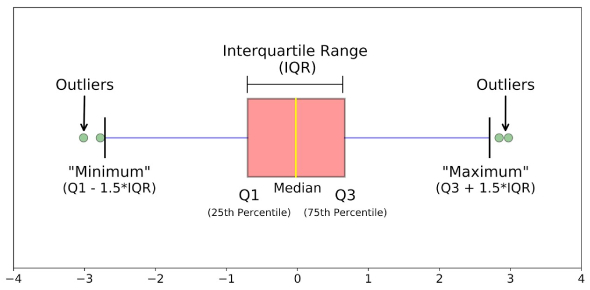 Interquartile Range
(IQR)
Outliers
Outliers
"Minimum"
(Q1 - 1.5*IQR)
"Maximum"
(Q3 + 1.5*IQR)
Median
Q1
Q3
(25th Percentile)
(75th Percentile)
−4
−3
−2
−1
0
1
2
3
4